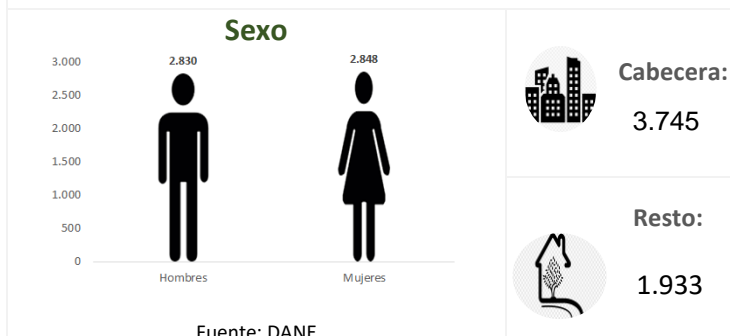 Sexo
3.000
2.500
2.000
1.500
1.000
500
0
2.830
2.848
Hombres
Mujeres
Fuente: DANE
Cabecera:
3.745
Resto:
1.933